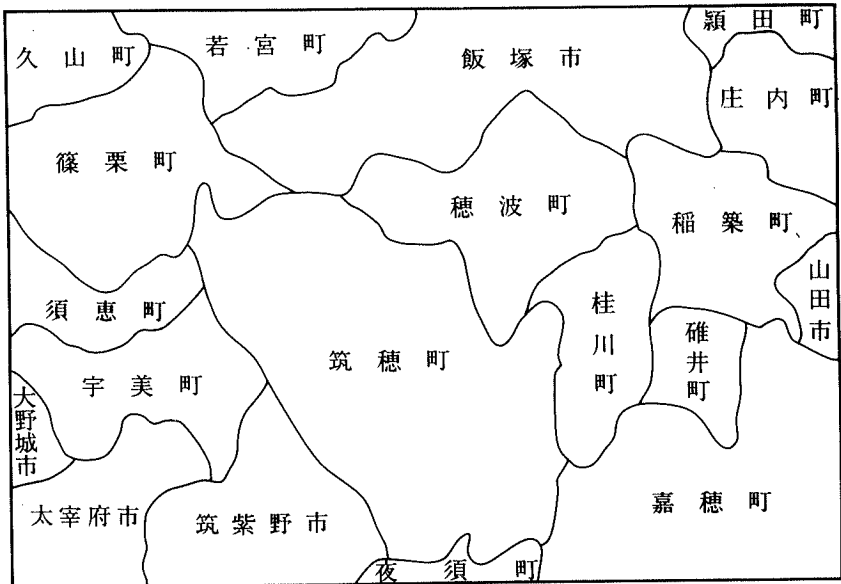 久山町
若宮町
飯塚市
頴田町
庄内町
篠栗町
穂波町
稲築町
山田市
須恵町
桂川町
碓井町
筑穂町
宇美町
大野城市
太宰府市
筑紫野市
嘉穂町
夜須町